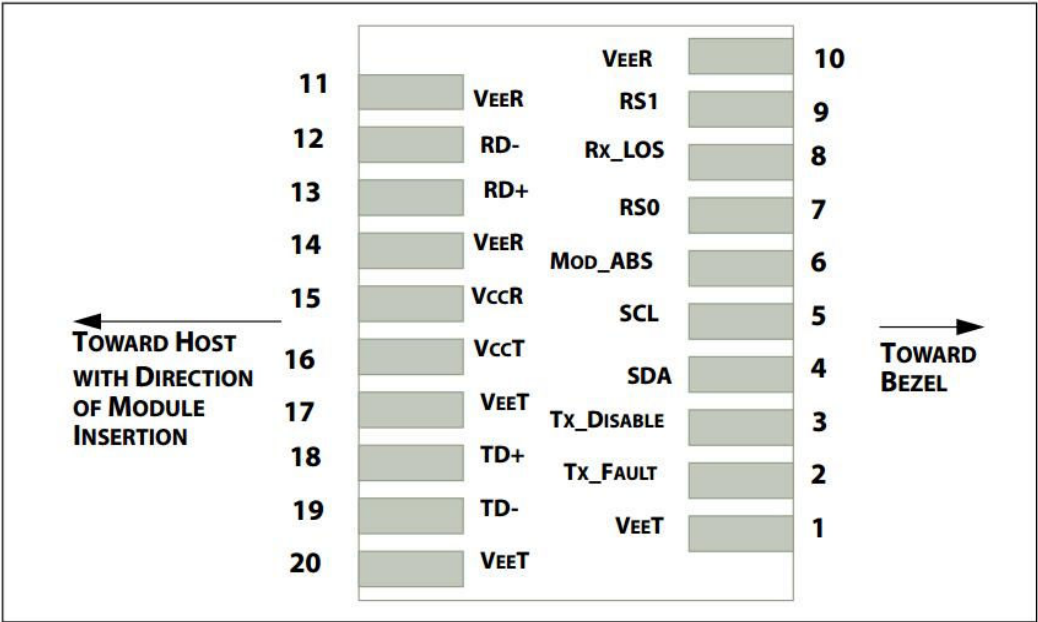 11 VEER
12 RD-
13 RD+
14 VEER
15 VCCR
16 VCCT
17 VEET
18 TD+
19 TD-
20 VEET
TOWARD HOST
WITH DIRECTION
OF MODULE
INSERTION
VEER 10
RS1 9
RX_LOS 8
RS0 7
MOD_ABS 6
SCL 5
SDA 4
TX_DISABLE 3
TX_FAULT 2
VEET 1
TOWARD
BEZEL